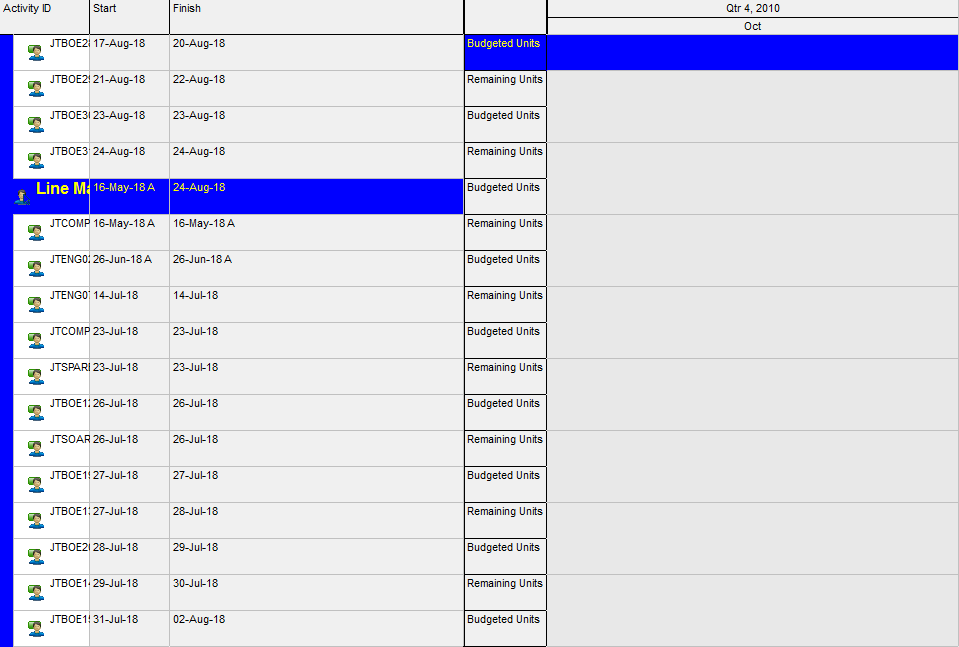 Activity ID Start Finish Qtr 4, 2010
Oct
JTBOE2 17-Aug-18 20-Aug-18 Budgeted Units
JTBOE2 21-Aug-18 22-Aug-18 Remaining Units
JTBOE3 23-Aug-18 23-Aug-18 Budgeted Units
JTBOE3 24-Aug-18 24-Aug-18 Remaining Units
Line Ma 16-May-18 A 24-Aug-18 Budgeted Units
JTCOMP 16-May-18 A 16-May-18 A Remaining Units
JTENG0 26-Jun-18 A 26-Jun-18 A Budgeted Units
JTENG0 14-Jul-18 14-Jul-18 Remaining Units
JTCOMP 23-Jul-18 23-Jul-18 Budgeted Units
JTSPAR 23-Jul-18 23-Jul-18 Remaining Units
JTBOE1 26-Jul-18 26-Jul-18 Budgeted Units
JTSOAR 26-Jul-18 26-Jul-18 Remaining Units
JTBOE1 27-Jul-18 27-Jul-18 Budgeted Units
JTBOE1 27-Jul-18 28-Jul-18 Remaining Units
JTBOE2 28-Jul-18 29-Jul-18 Budgeted Units
JTBOE1 29-Jul-18 30-Jul-18 Remaining Units
JTBOE1 31-Jul-18 02-Aug-18 Budgeted Units